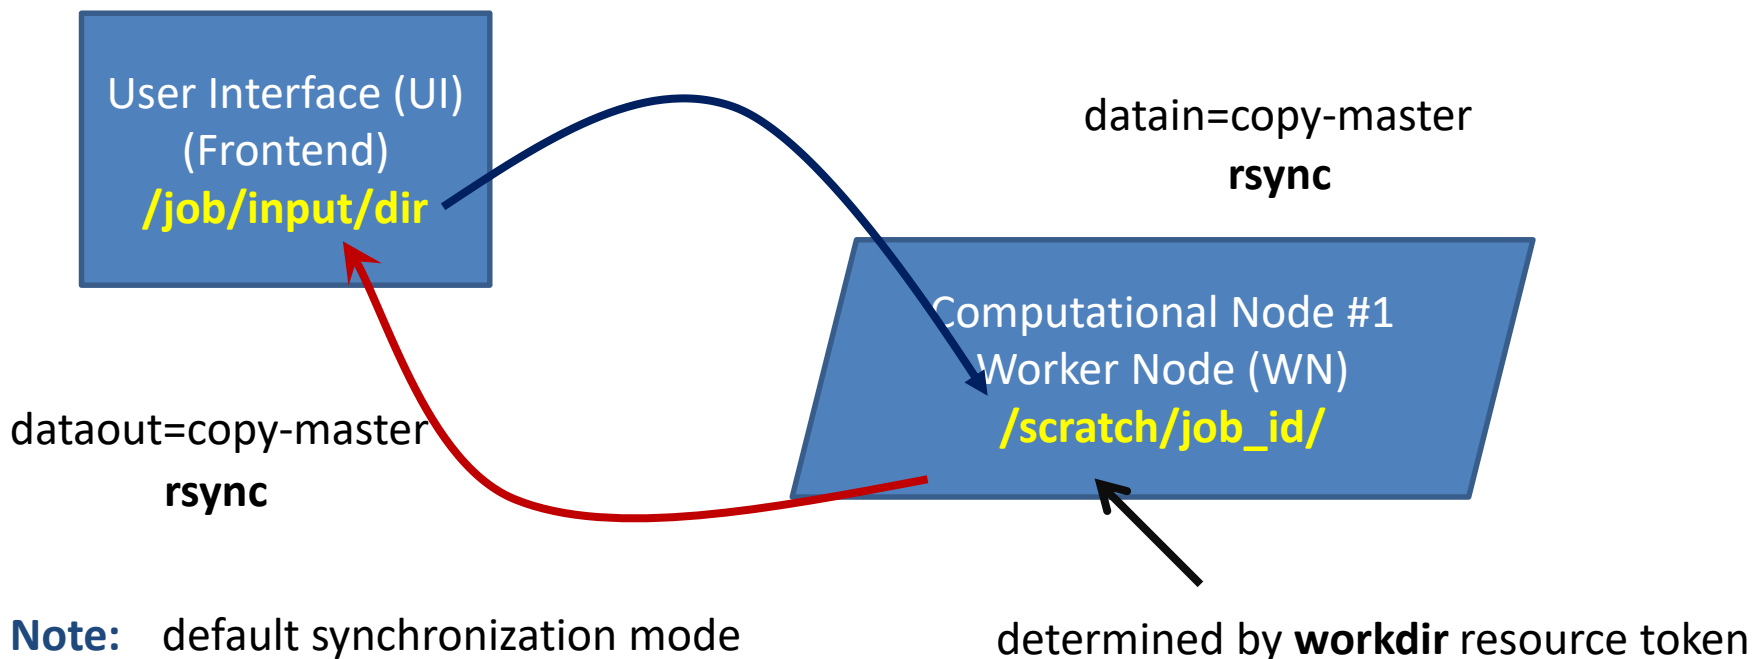 User Interface (UI)
(Frontend)
/job/input/dir
datain=copy-master
rsync
Computational Node #1
Worker Node (WN)
/scratch/job_id/
dataout=copy-master
rsync
Note: default synchronization mode
determined by workdir resource token